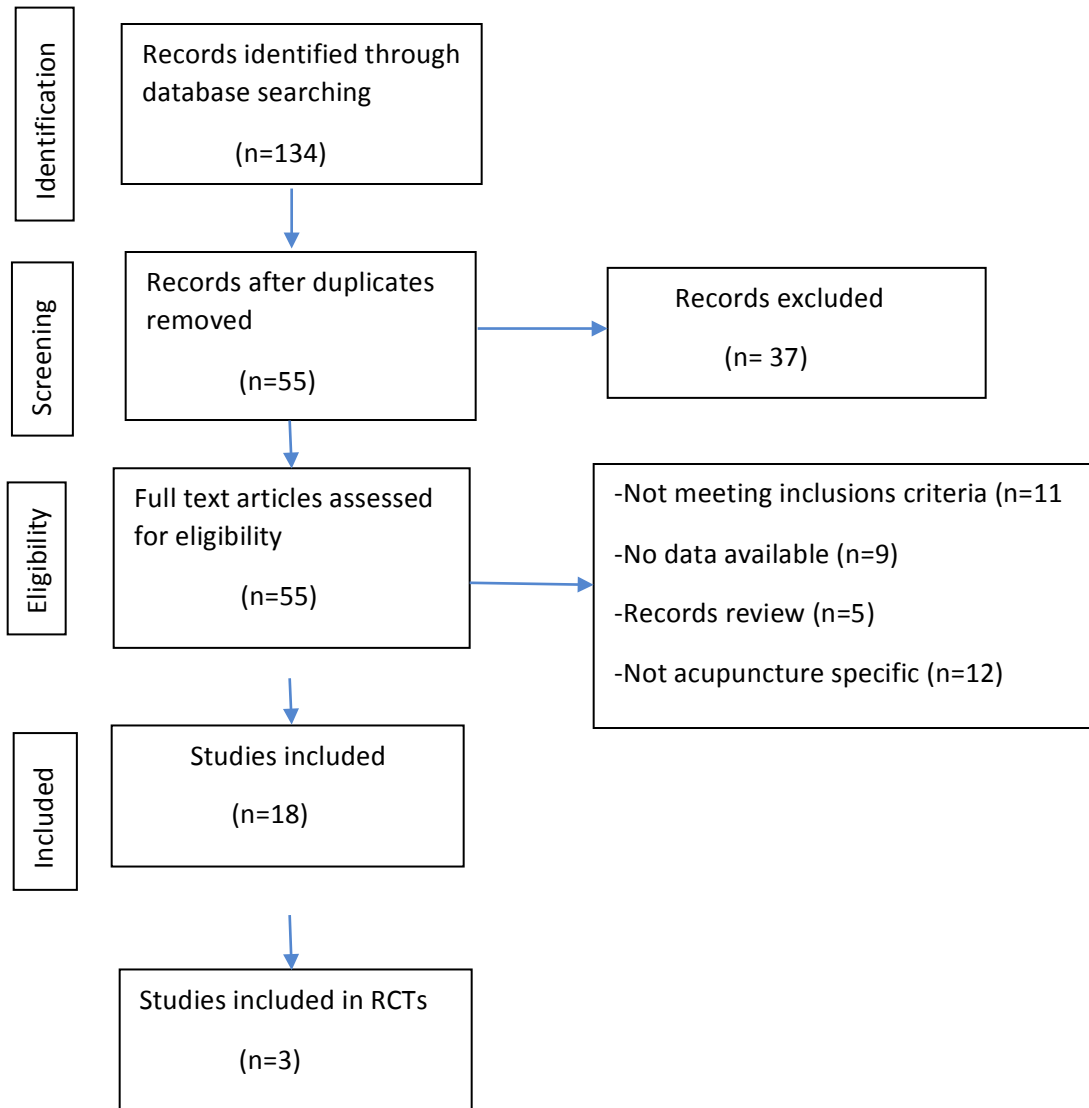 Identification
Records identified through
database searching
(n=134)
Screening
Records after duplicates
removed
(n=55)
Records excluded
(n= 37)
Eligibility
Full text articles assessed
for eligibility
(n=55)
-Not meeting inclusions criteria (n=11
-No data available (n=9)
-Records review (n=5)
-Not acupuncture specific (n=12)
Included
Studies included
(n=18)
Studies included in RCTs
(n=3)